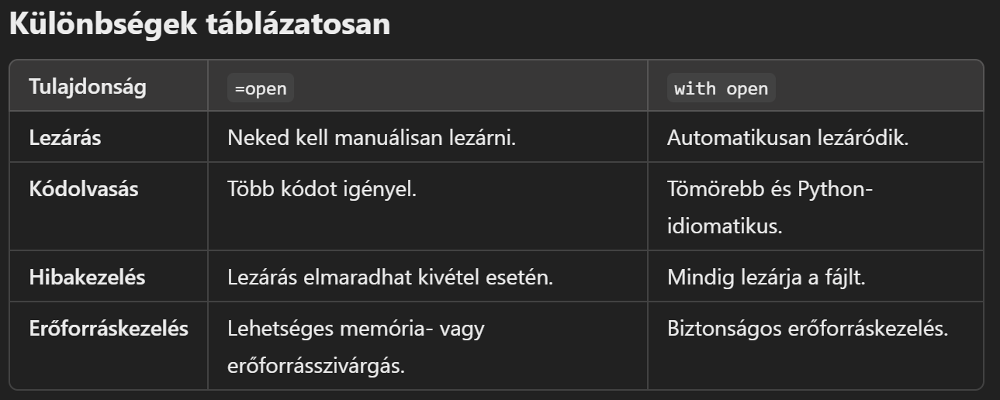 Különbségek táblázatosan
Tulajdonság =open with open
Lezárás Neked kell manuálisan lezárni. Automatikusan lezáródik.
Kódolvasás Több kódot igényel. Tömörebb és Python-
idiomatikus.
Hibakezelés Lezárás elmaradhat kivétel esetén. Mindig lezárja a fájlt.
Erőforráskezelés Lehetséges memória- vagy Biztonságos erőforráskezelés.
erőforrásszivárgás.